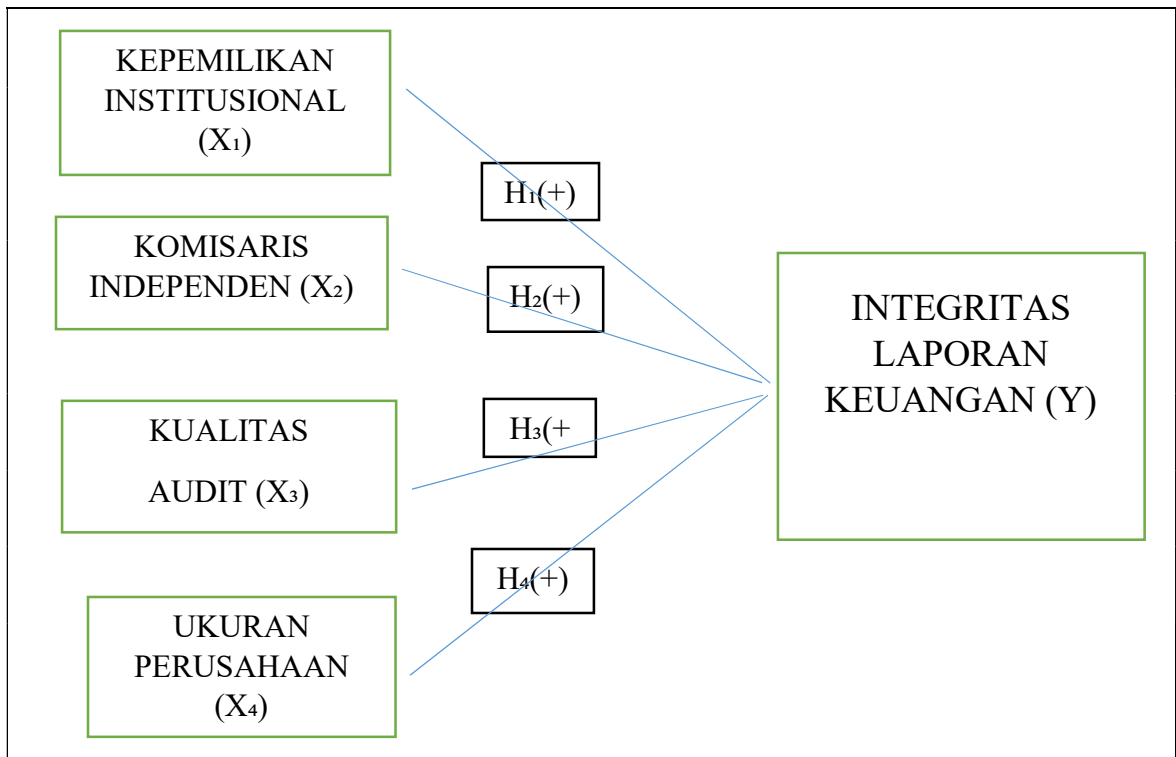 KEPEMILIKAN
INSTITUSIONAL
(X₁)
H₁(+)
KOMISARIS
INDEPENDEN (X₂)
H₂(+)
INTEGRITAS
LAPORAN
KEUANGAN (Y)
KUALITAS
AUDIT (X₃)
H₃(+
H₄(+)
UKURAN
PERUSAHAAN
(X₄)